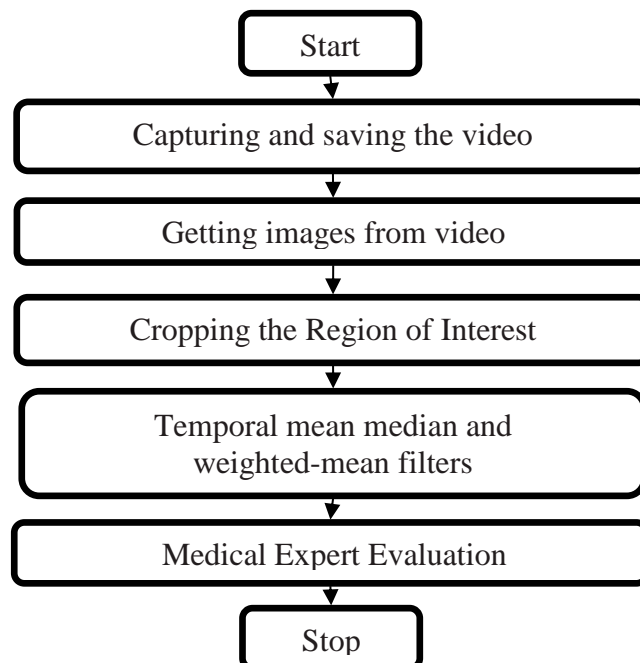 Start
Capturing and saving the video
Getting images from video
Cropping the Region of Interest
Temporal mean median and
weighted-mean filters
Medical Expert Evaluation
Stop